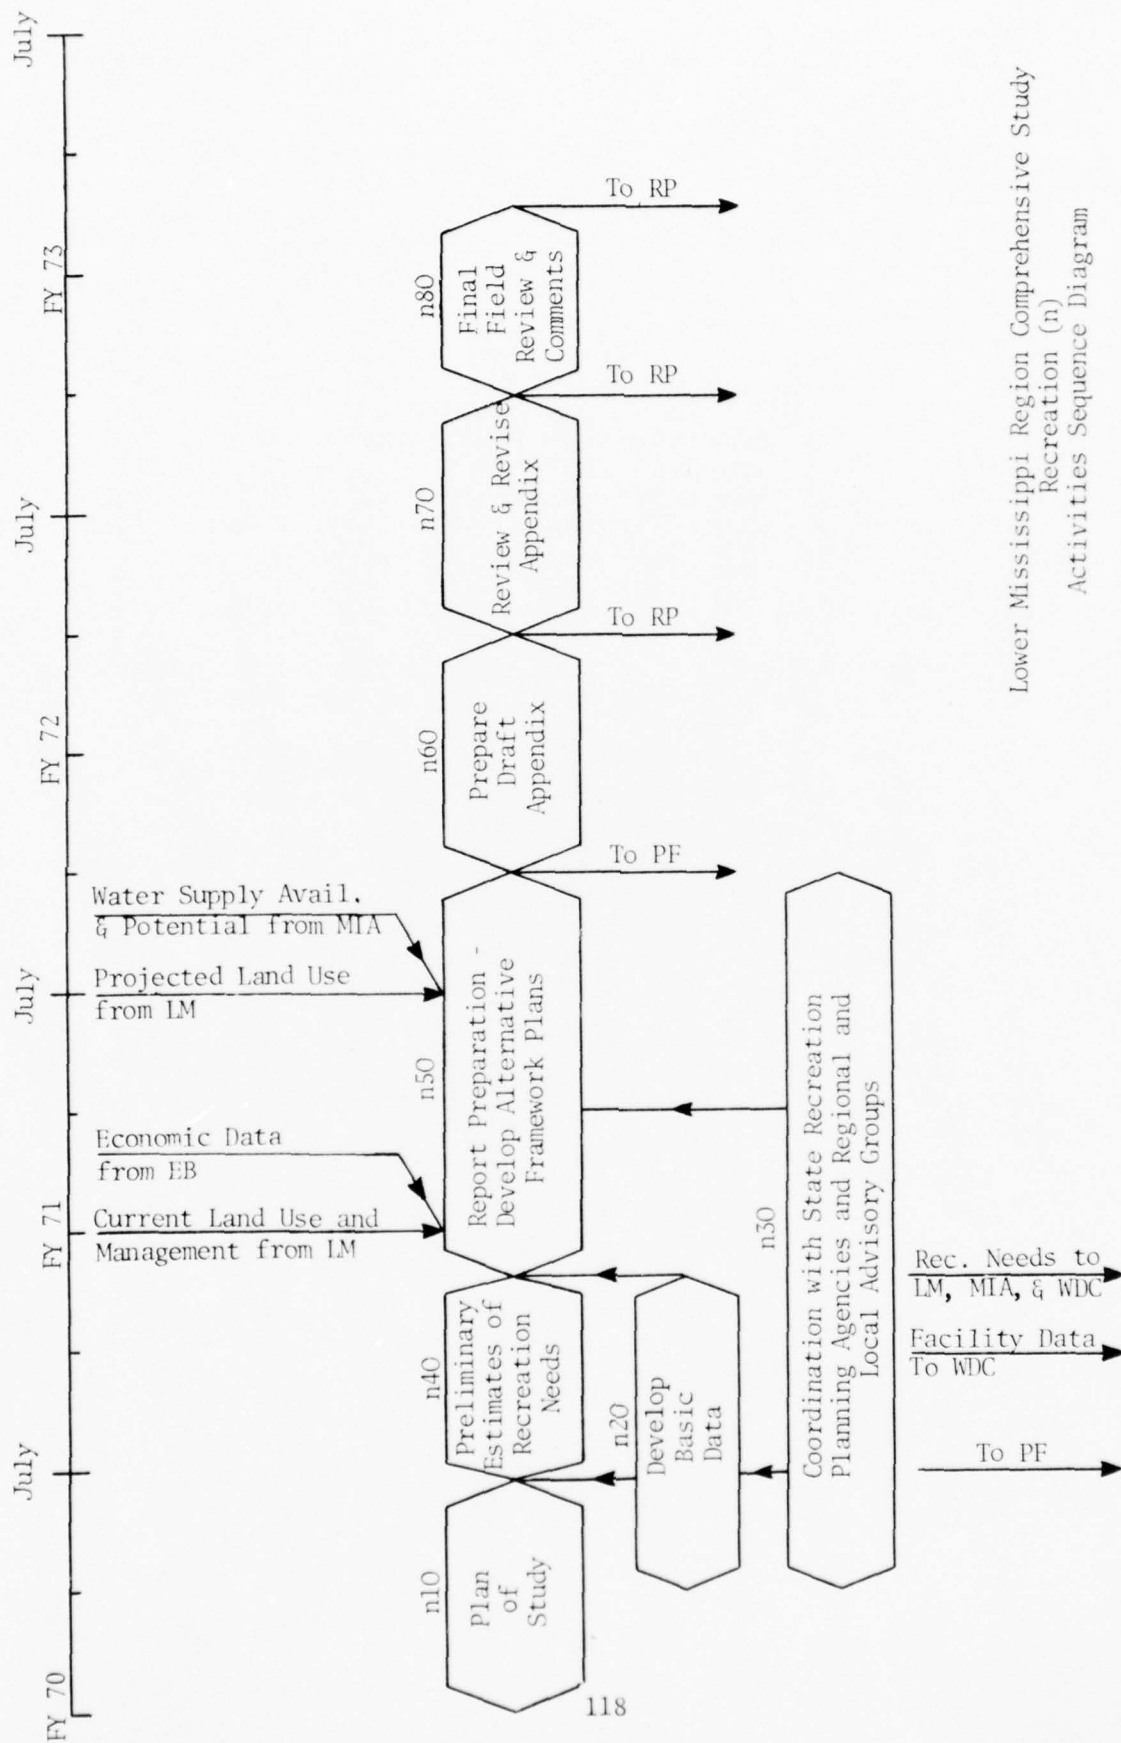 FY 70
July
FY 71
July
FY 72
July
FY 73
July
Current Land Use and
Management from LM
Economic Data
from EB
Projected Land Use
from LM
Water Supply Avail.
& Potential from MIA
n10
Plan
of
Study
n40
Preliminary
Estimates of
Recreation
Needs
n50
Report Preparation -
Develop Alternative
Framework Plans
n60
Prepare
Draft
Appendix
n70
Review & Revise
Appendix
n80
Final
Field
Review &
Comments
To PF
To RP
To RP
To RP
n20
Develop
Basic
Data
n30
Coordination with State Recreation
Planning Agencies and Regional and
Local Advisory Groups
To PF
Facility Data
To WDC
Rec. Needs to
LM, MIA, & WDC
Lower Mississippi Region Comprehensive Study
Recreation (n)
Activities Sequence Diagram
118